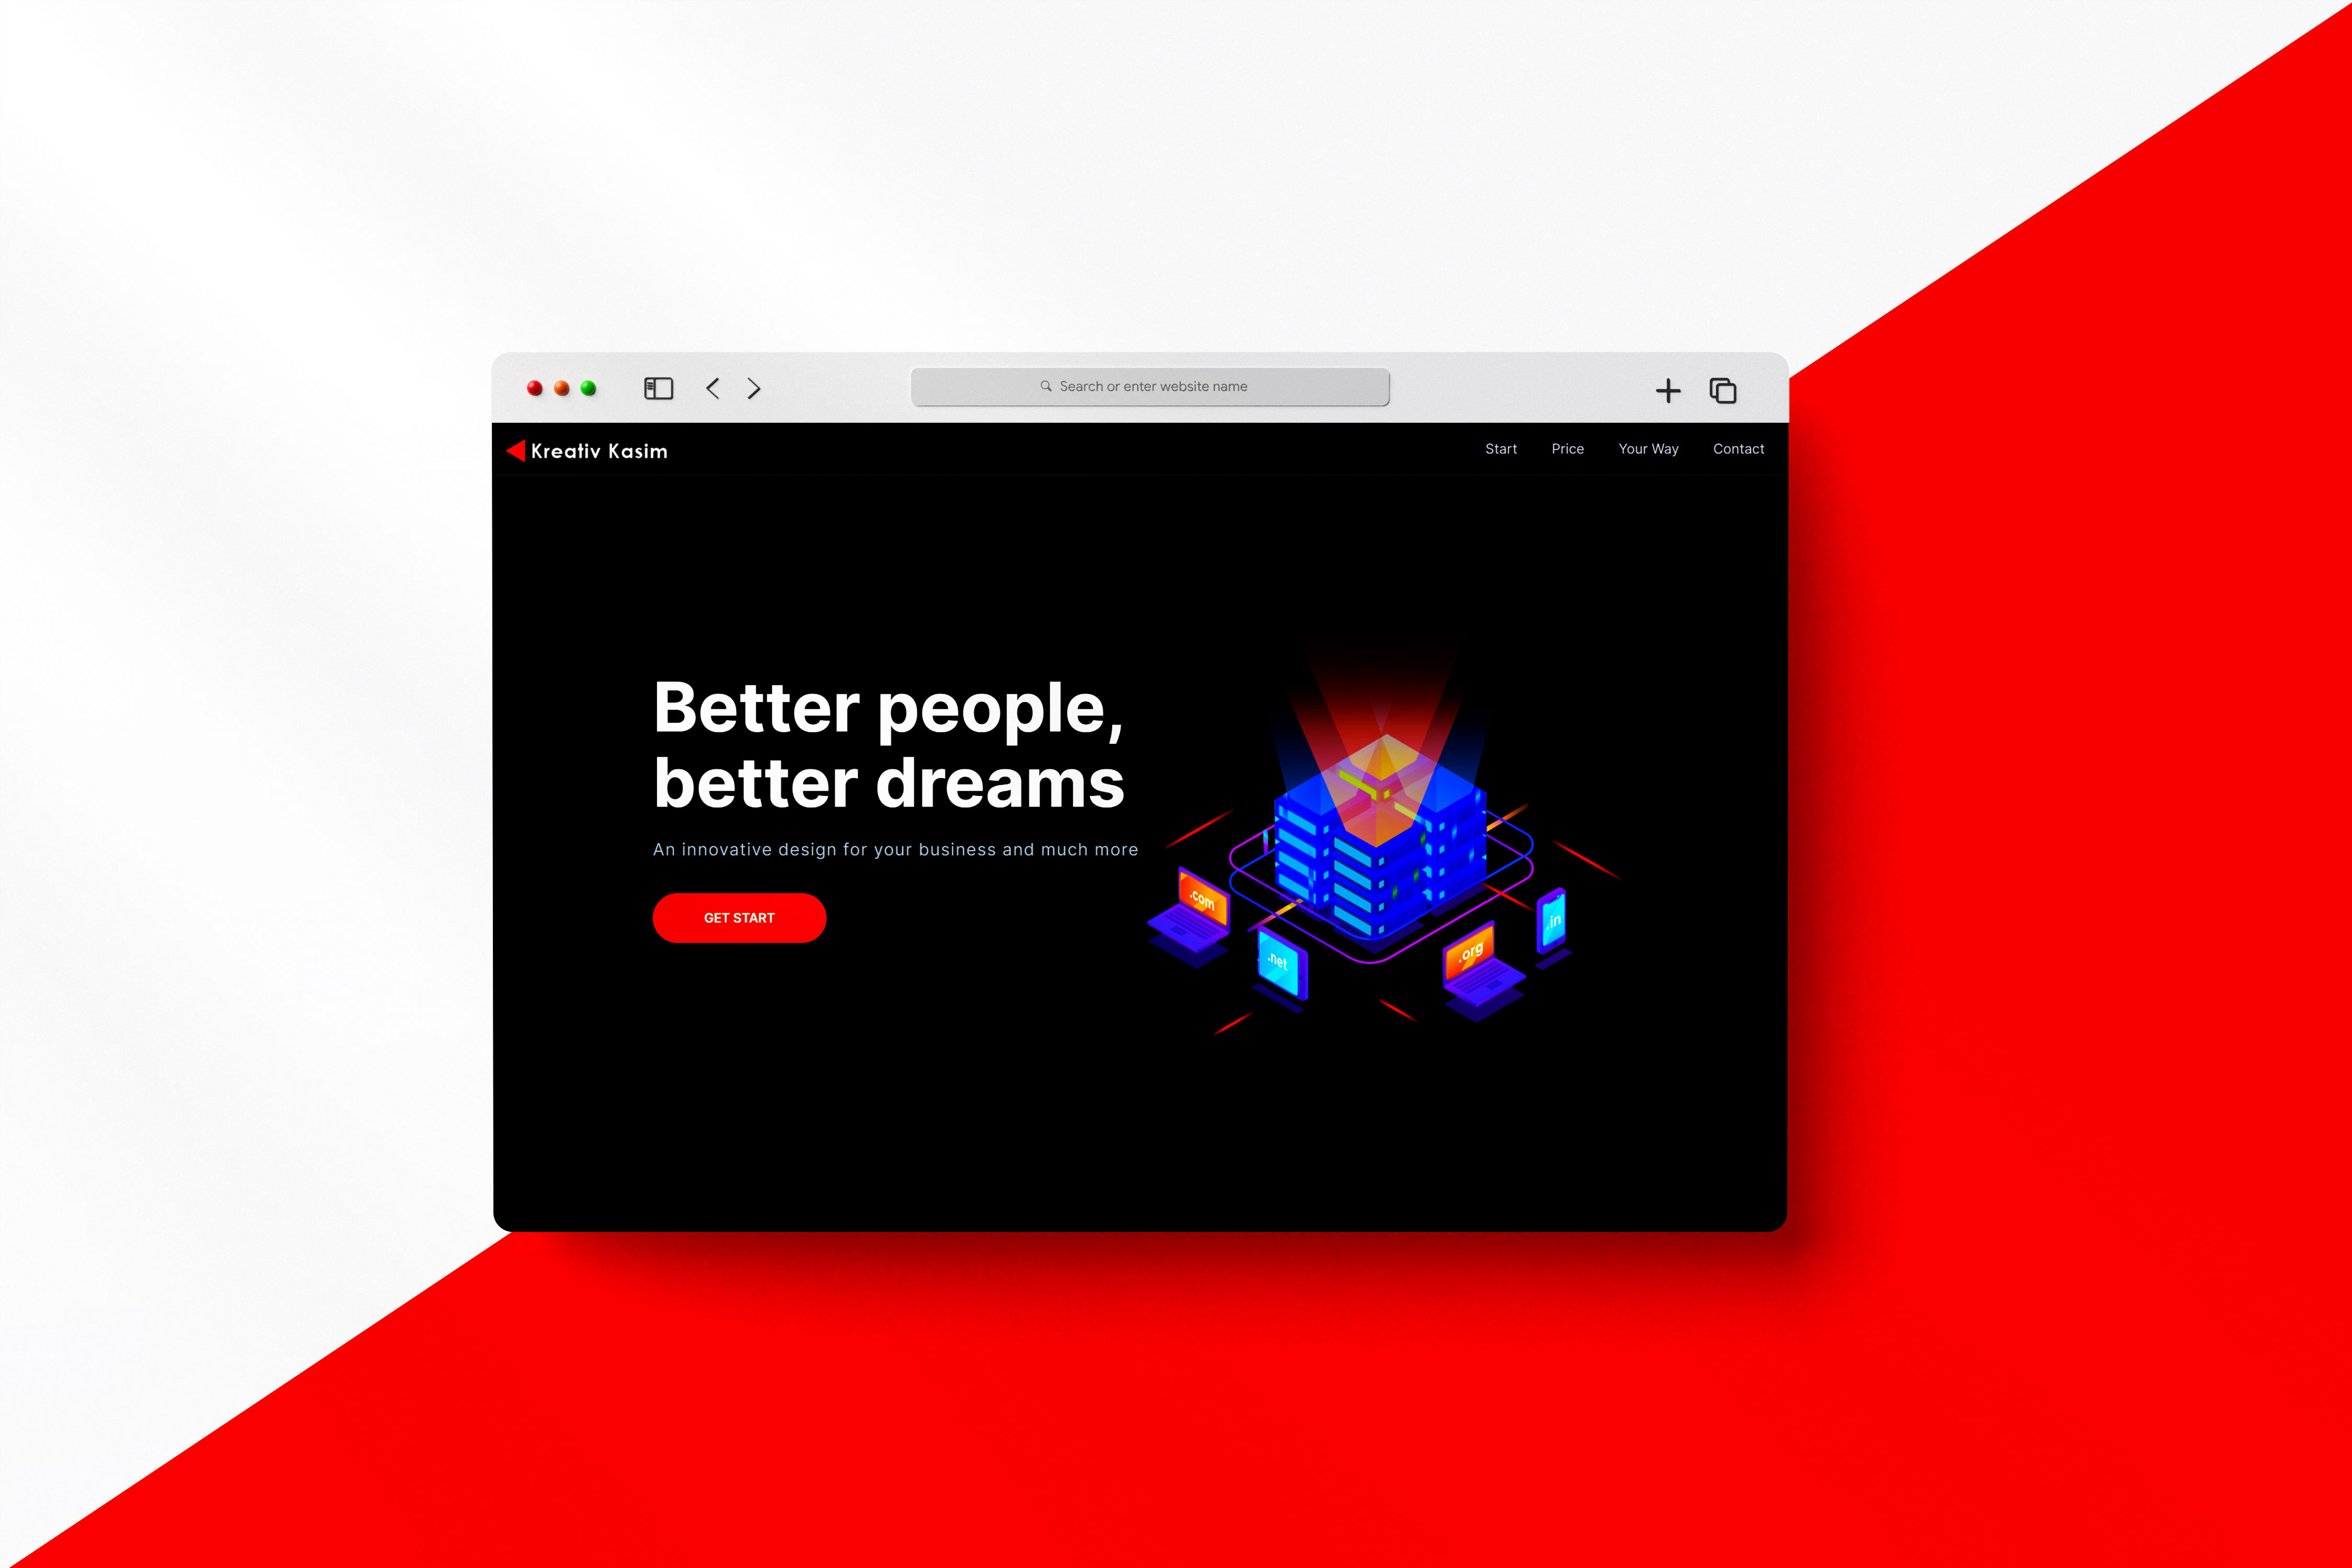 Search or enter website name
Kreativ Kasim
Start Price Your Way Contact
Better people,
better dreams
An innovative design for your business and much more
GET START
.com
.net
.org
.in